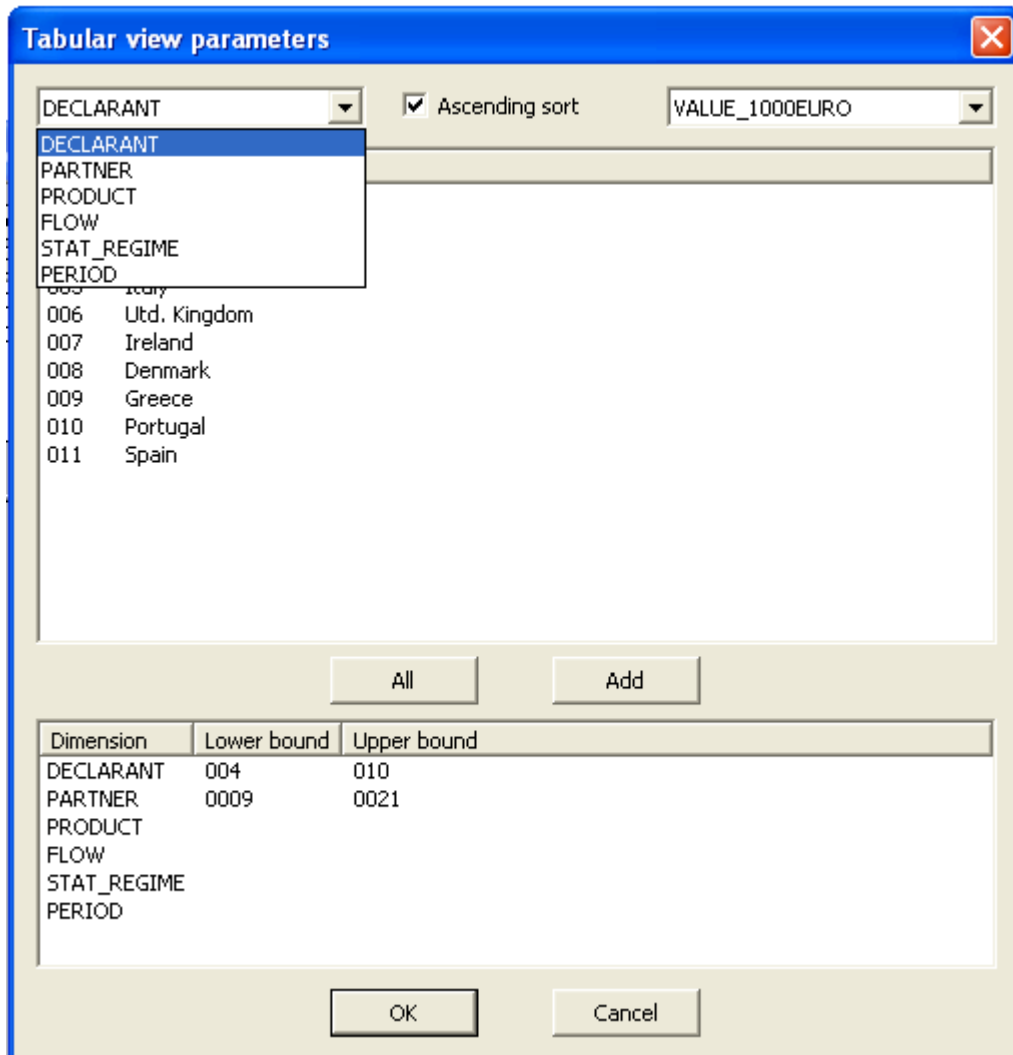 Tabular view parameters
DECLARANT Ascending sort VALUE_1000EURO
DECLARANT
PARTNER
PRODUCT
FLOW
STAT_REGIME
PERIOD
006 Utd. Kingdom
007 Ireland
008 Denmark
009 Greece
010 Portugal
011 Spain
All Add
Dimension Lower bound Upper bound
DECLARANT 004 010
PARTNER 0009 0021
PRODUCT
FLOW
STAT_REGIME
PERIOD
OK Cancel